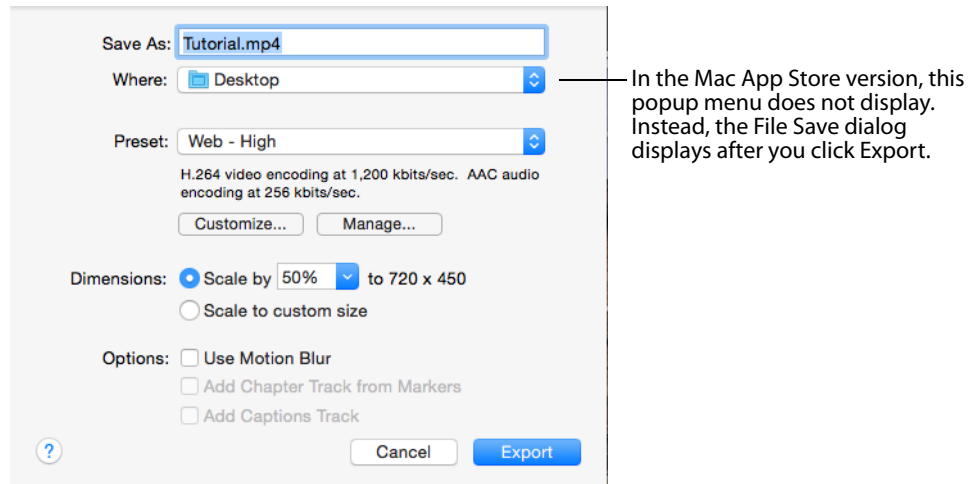 Save As: Tutorial.mp4
Where: Desktop
In the Mac App Store version, this
popup menu does not display.
Instead, the File Save dialog
displays after you click Export.
Preset: Web - High
H.264 video encoding at 1,200 kbits/sec.  AAC audio
encoding at 256 kbits/sec.
Customize... Manage...
Dimensions: Scale by 50% to 720 x 450
Scale to custom size
Options: Use Motion Blur
Add Chapter Track from Markers
Add Captions Track
? Cancel Export